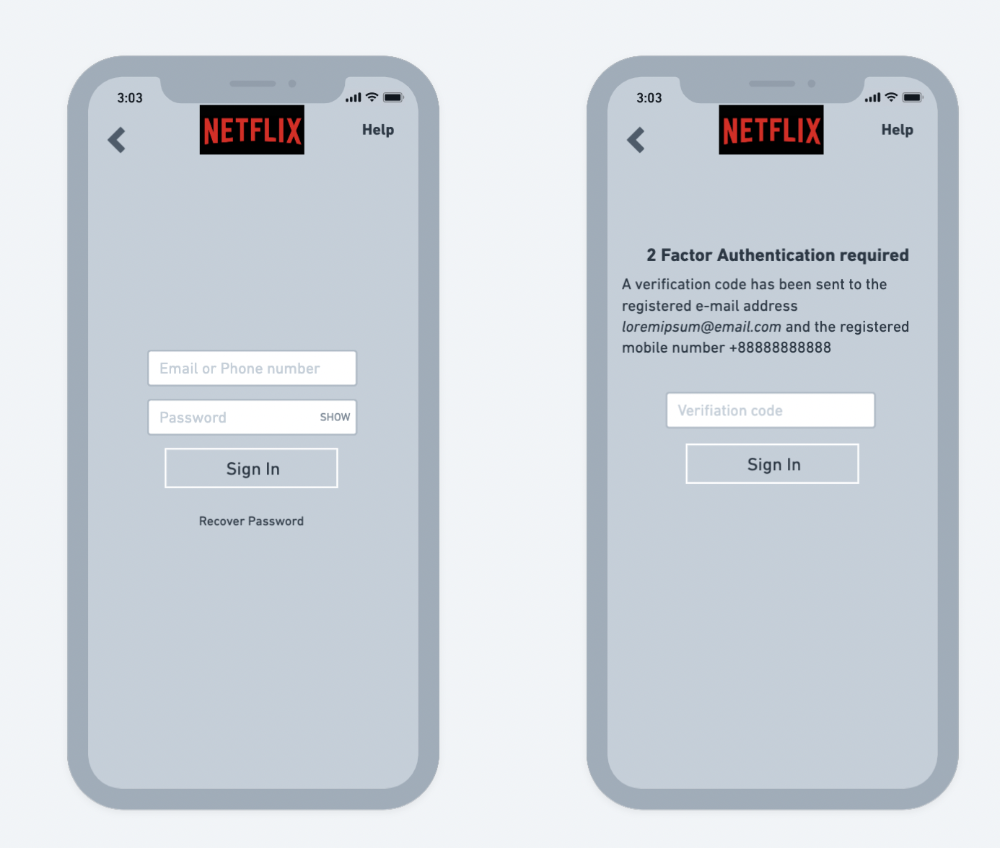 3:03
NETFLIX
Help
Email or Phone number
Password
SHOW
Sign In
Recover Password
3:03
NETFLIX
Help
2 Factor Authentication required
A verification code has been sent to the
registered e-mail address
loremipsum@email.com and the registered
mobile number +88888888888
Verifiation code
Sign In